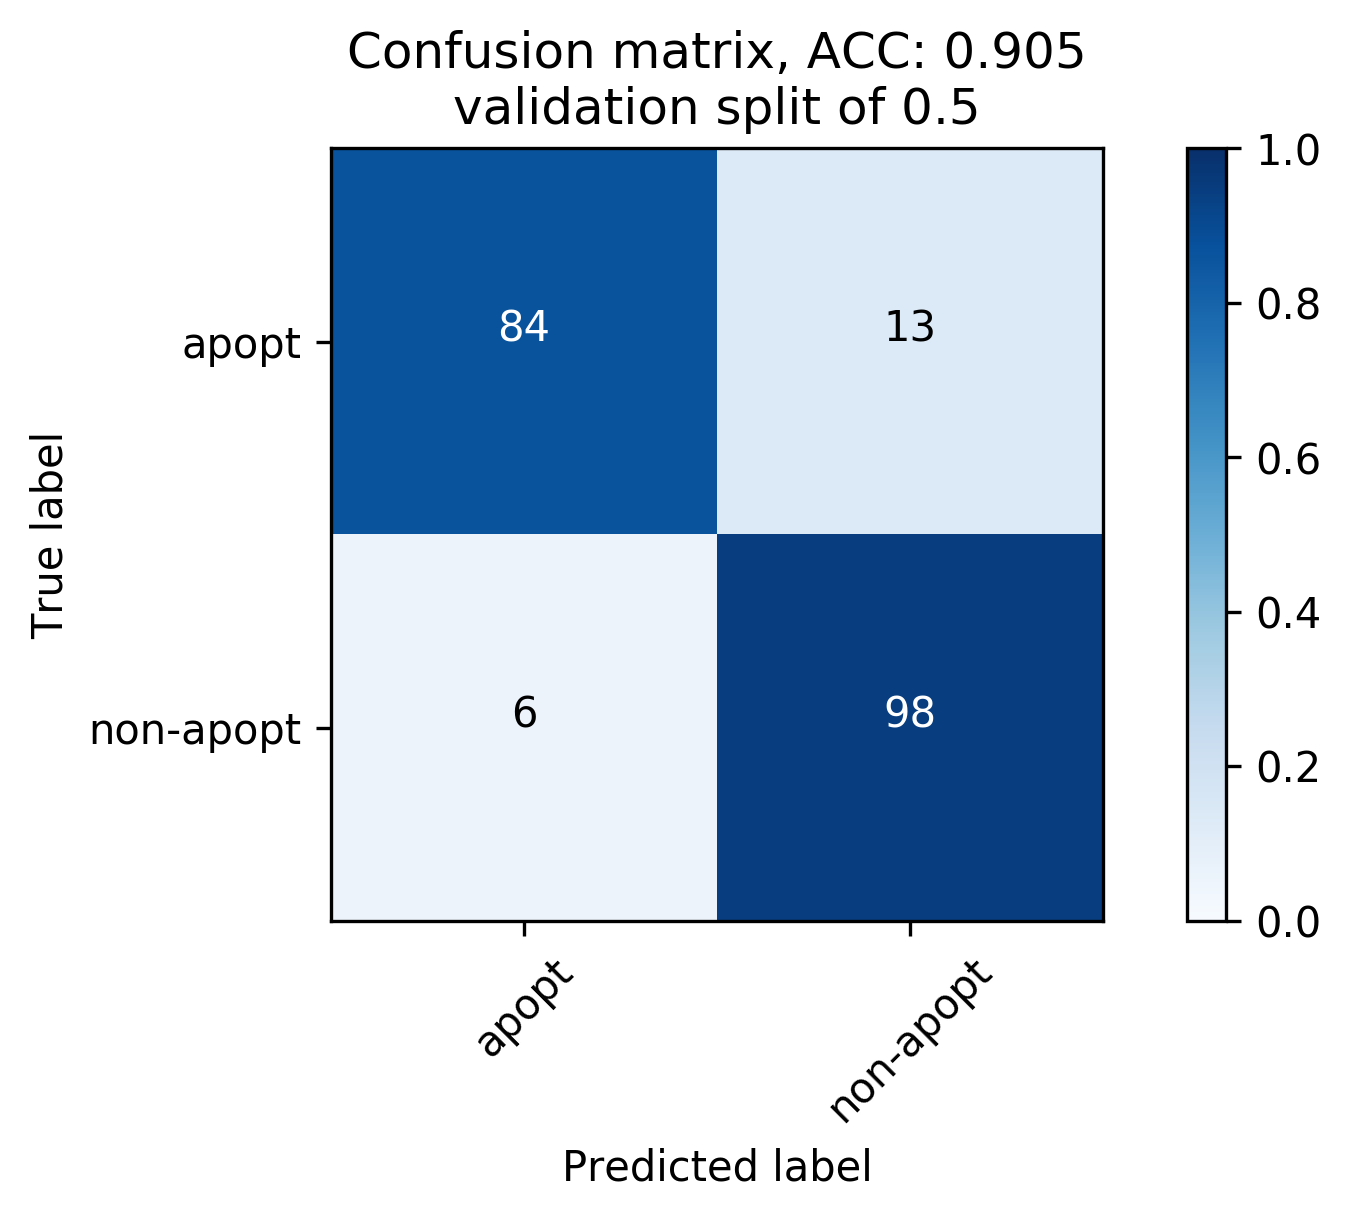 Confusion matrix, ACC: 0.905
validation split of 0.5
True label
apopt
non-apopt
84
13
6
98
apopt
non-apopt
Predicted label
1.0
0.8
0.6
0.4
0.2
0.0